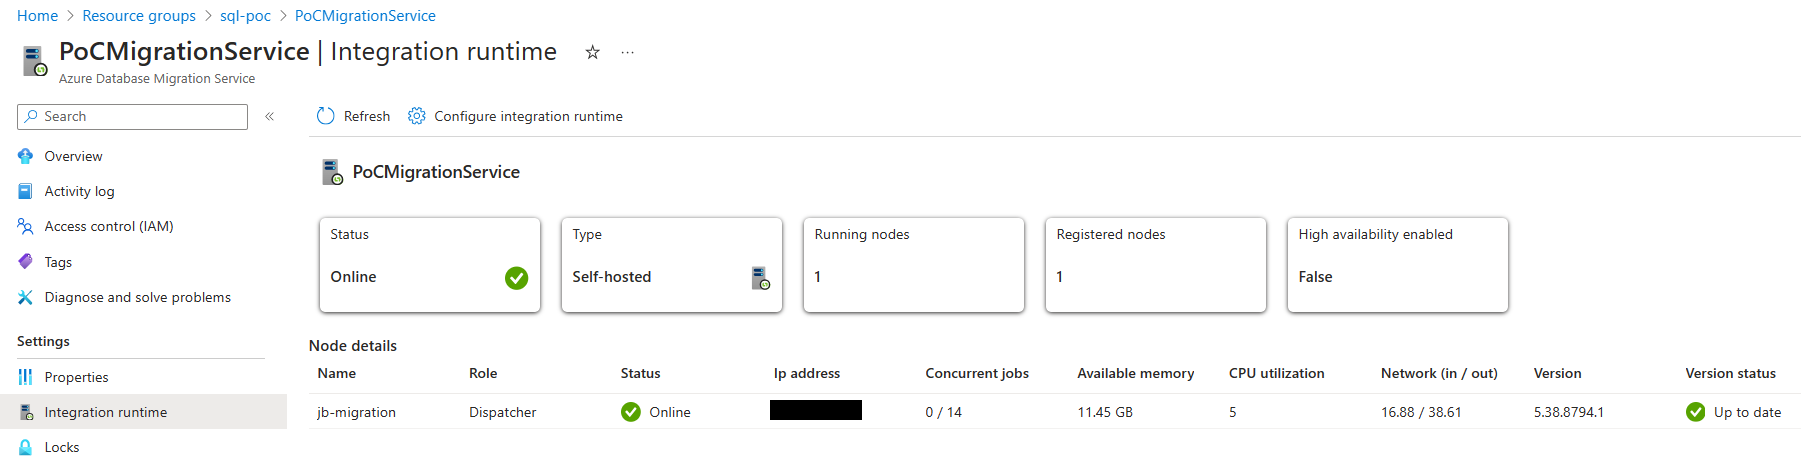 Home > Resource groups > sql-poc > PoCMigrationService
PoCMigrationService | Integration runtime
Azure Database Migration Service
Search
Refresh
Configure integration runtime
Overview
Activity log
Access control (IAM)
Tags
Diagnose and solve problems
Settings
Properties
Integration runtime
Locks
PoCMigrationService
Status
Online
Type
Self-hosted
Running nodes
1
Registered nodes
1
High availability enabled
False
Node details
Name Role Status Ip address Concurrent jobs Available memory CPU utilization Network (in / out) Version Version status
jb-migration Dispatcher Online 0 / 14 11.45 GB 5 16.88 / 38.61 5.38.8794.1 Up to date